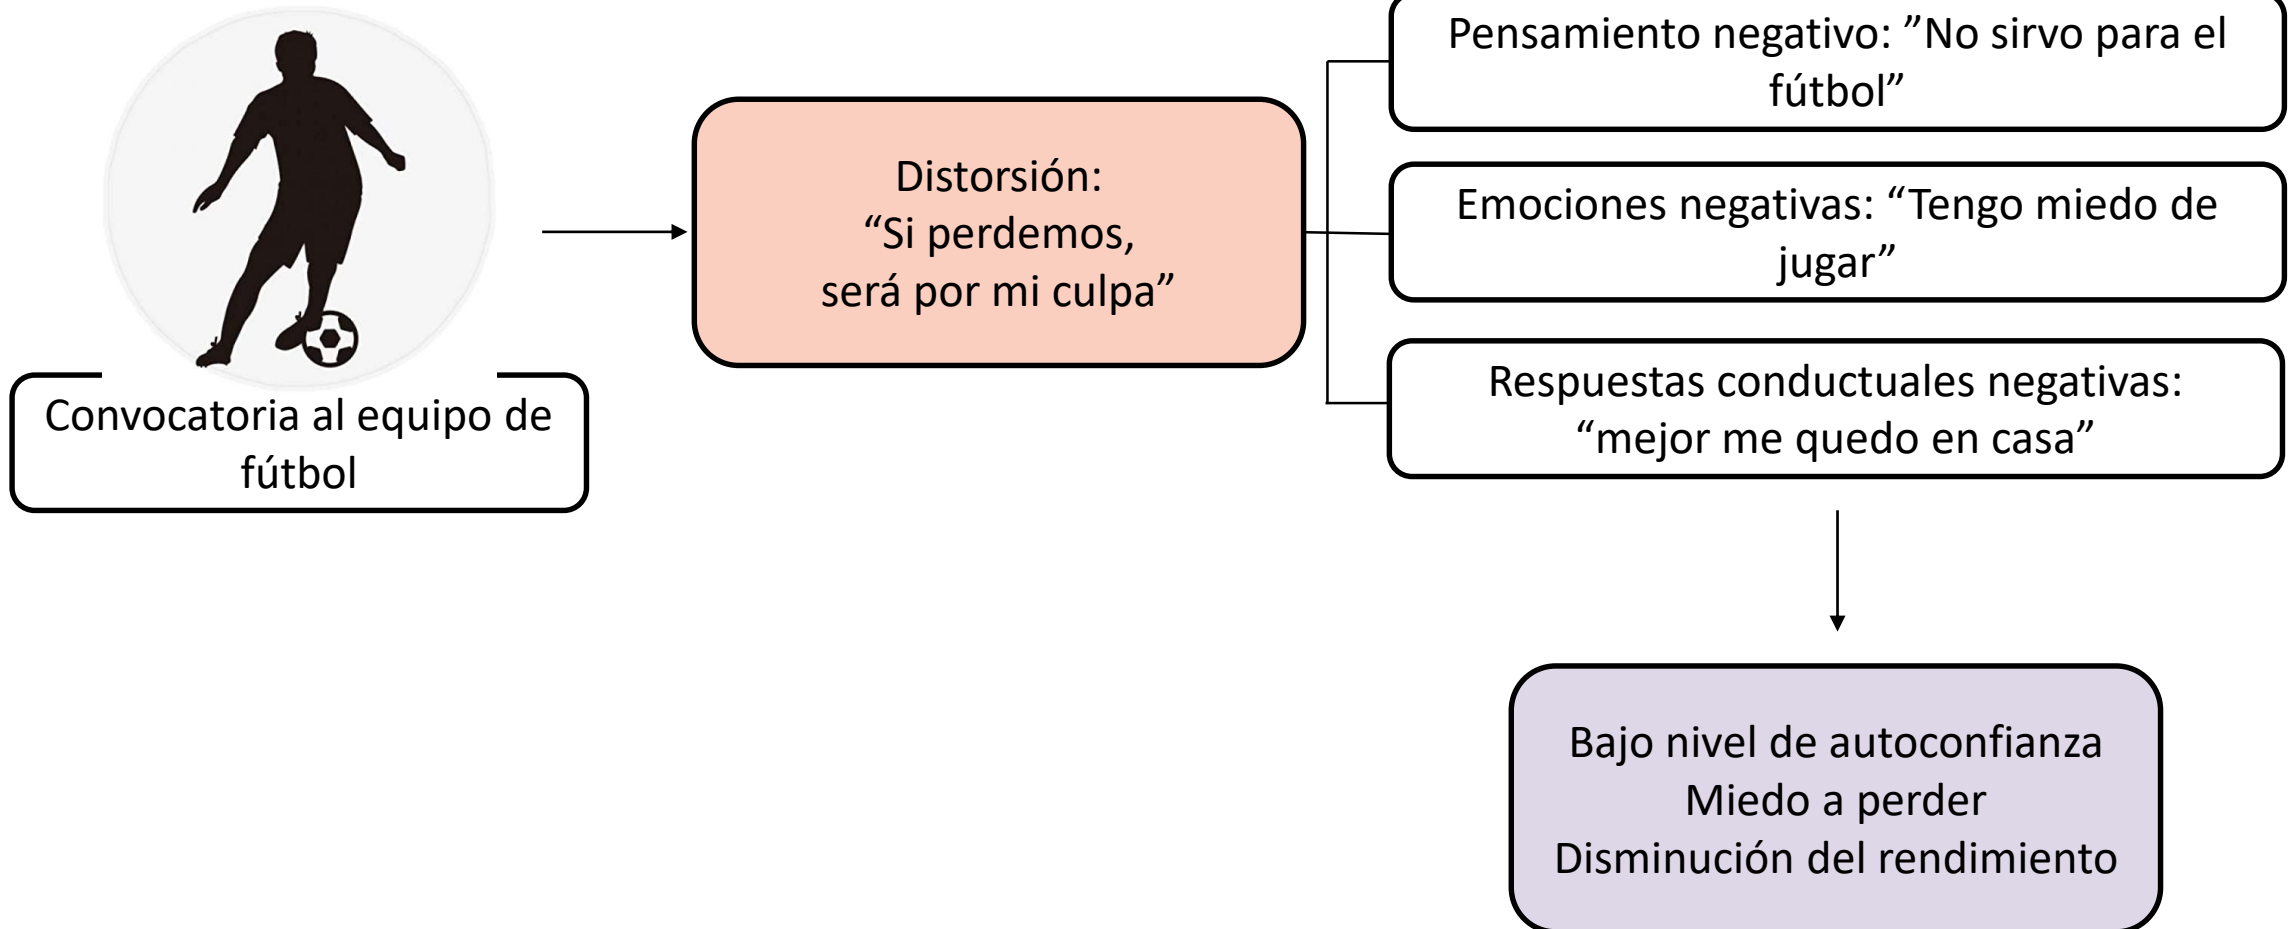 Convocatoria al equipo de
fútbol
Distorsión:
“Si perdemos,
será por mi culpa”
Pensamiento negativo: ”No sirvo para el
fútbol”
Emociones negativas: “Tengo miedo de
jugar”
Respuestas conductuales negativas:
“mejor me quedo en casa”
Bajo nivel de autoconfianza
Miedo a perder
Disminución del rendimiento